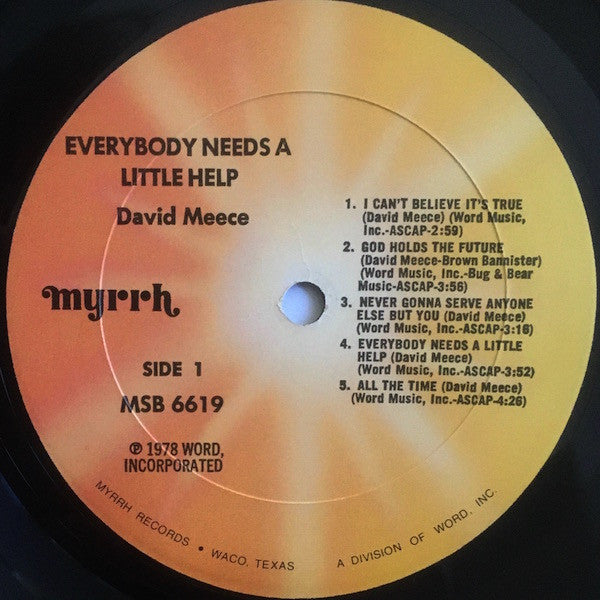 EVERYBODY NEEDS A
LITTLE HELP
David Meece
myrrh
SIDE 1
MSB 6619
℗ 1978 WORD,
INCORPORATED
1. I CAN'T BELIEVE IT'S TRUE
(David Meece) (Word Music,
Inc.-ASCAP-2:59)
2. GOD HOLDS THE FUTURE
(David Meece-Brown Bannister)
(Word Music, Inc.-Bug & Bear
Music-ASCAP-3:56)
3. NEVER GONNA SERVE ANYONE
ELSE BUT YOU (David Meece)
(Word Music, Inc.-ASCAP-3:16)
4. EVERYBODY NEEDS A LITTLE
HELP (David Meece)
(Word Music, Inc.-ASCAP-3:52)
5. ALL THE TIME (David Meece)
(Word Music, Inc.-ASCAP-4:26)
MYRRH RECORDS • WACO, TEXAS A DIVISION OF WORD, INC.